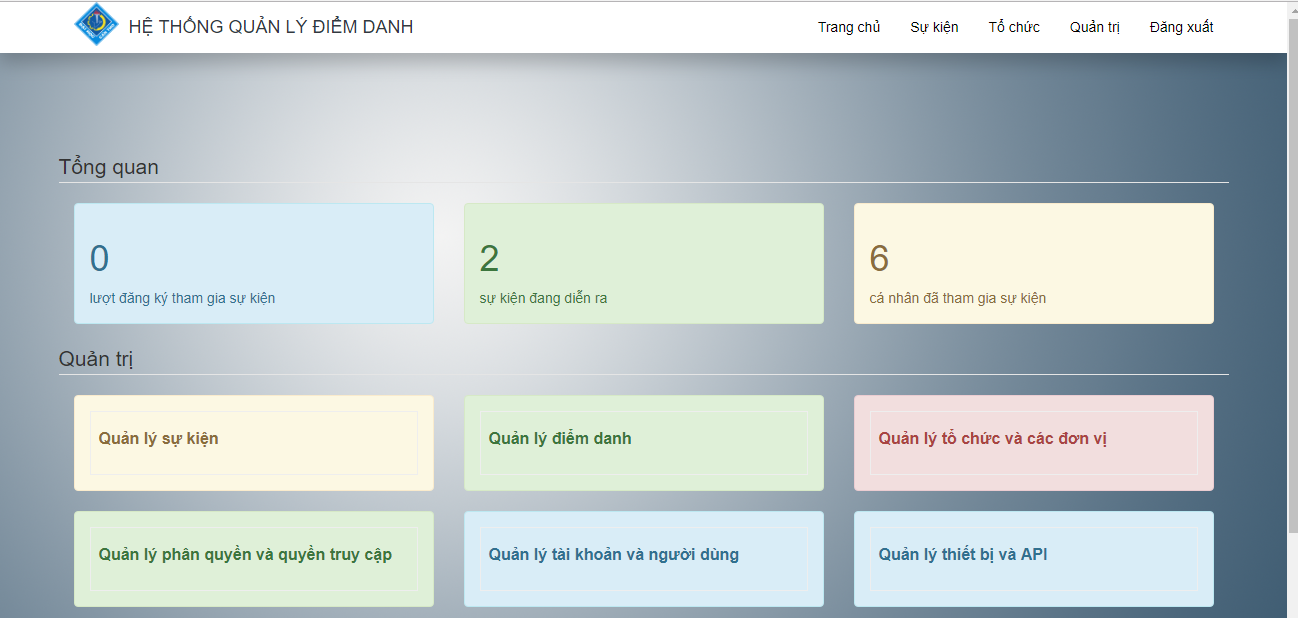 HỆ THỐNG QUẢN LÝ ĐIỂM DANH
Trang chủ Sự kiện Tổ chức Quản trị Đăng xuất
Tổng quan
0 2 6
lượt đăng ký tham gia sự kiện sự kiện đang diễn ra cá nhân đã tham gia sự kiện
Quản trị
Quản lý sự kiện Quản lý điểm danh Quản lý tổ chức và các đơn vị
Quản lý phân quyền và quyền truy cập Quản lý tài khoản và người dùng Quản lý thiết bị và API